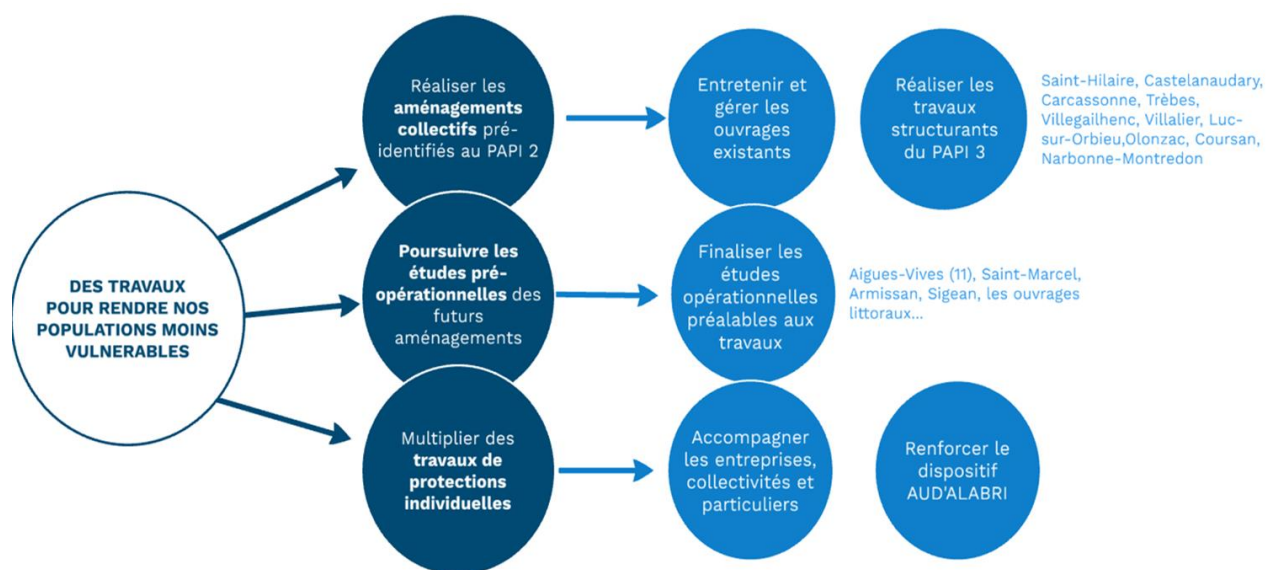 DES TRAVAUX
POUR RENDRE NOS
POPULATIONS MOINS
VULNERABLES
Réaliser les
aménagements
collectifs pré-
identifiés au PAPI 2
Entretenir et
gérer les
ouvrages
existants
Réaliser les
travaux
structurants
du PAPI 3
Saint-Hilaire, Castelanaudary,
Carcassonne, Trèbes,
Villegailhenc, Villalier, Luc-
sur-Orbieu,Olonzac, Coursan,
Narbonne-Montredon
Poursuivre les
études pré-
opérationnelles des
futurs
aménagements
Finaliser les
études
opérationnelles
préalables aux
travaux
Aigues-Vives (11), Saint-Marcel,
Armissan, Sigean, les ouvrages
littoraux...
Multiplier des
travaux de
protections
individuelles
Accompagner
les entreprises,
collectivités et
particuliers
Renforcer le
dispositif
AUD'ALABRI